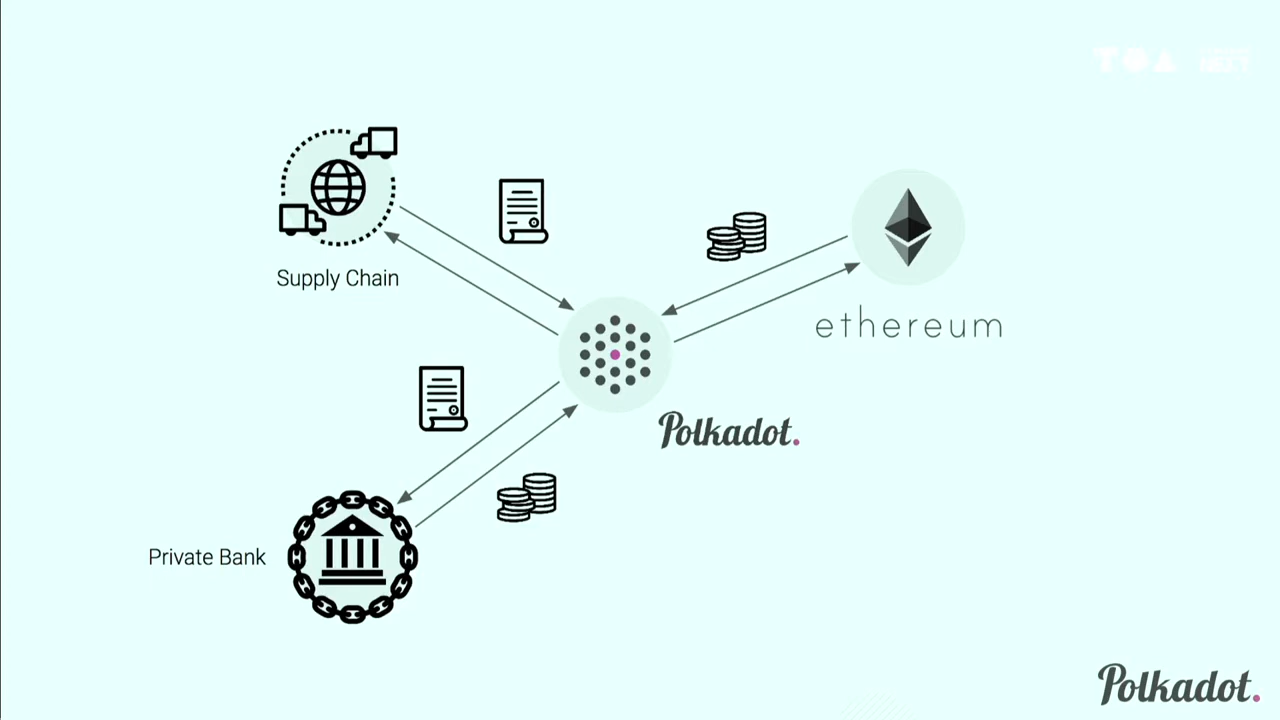 Supply Chain
ethereum
Polkadot.
Private Bank
Polkadot.